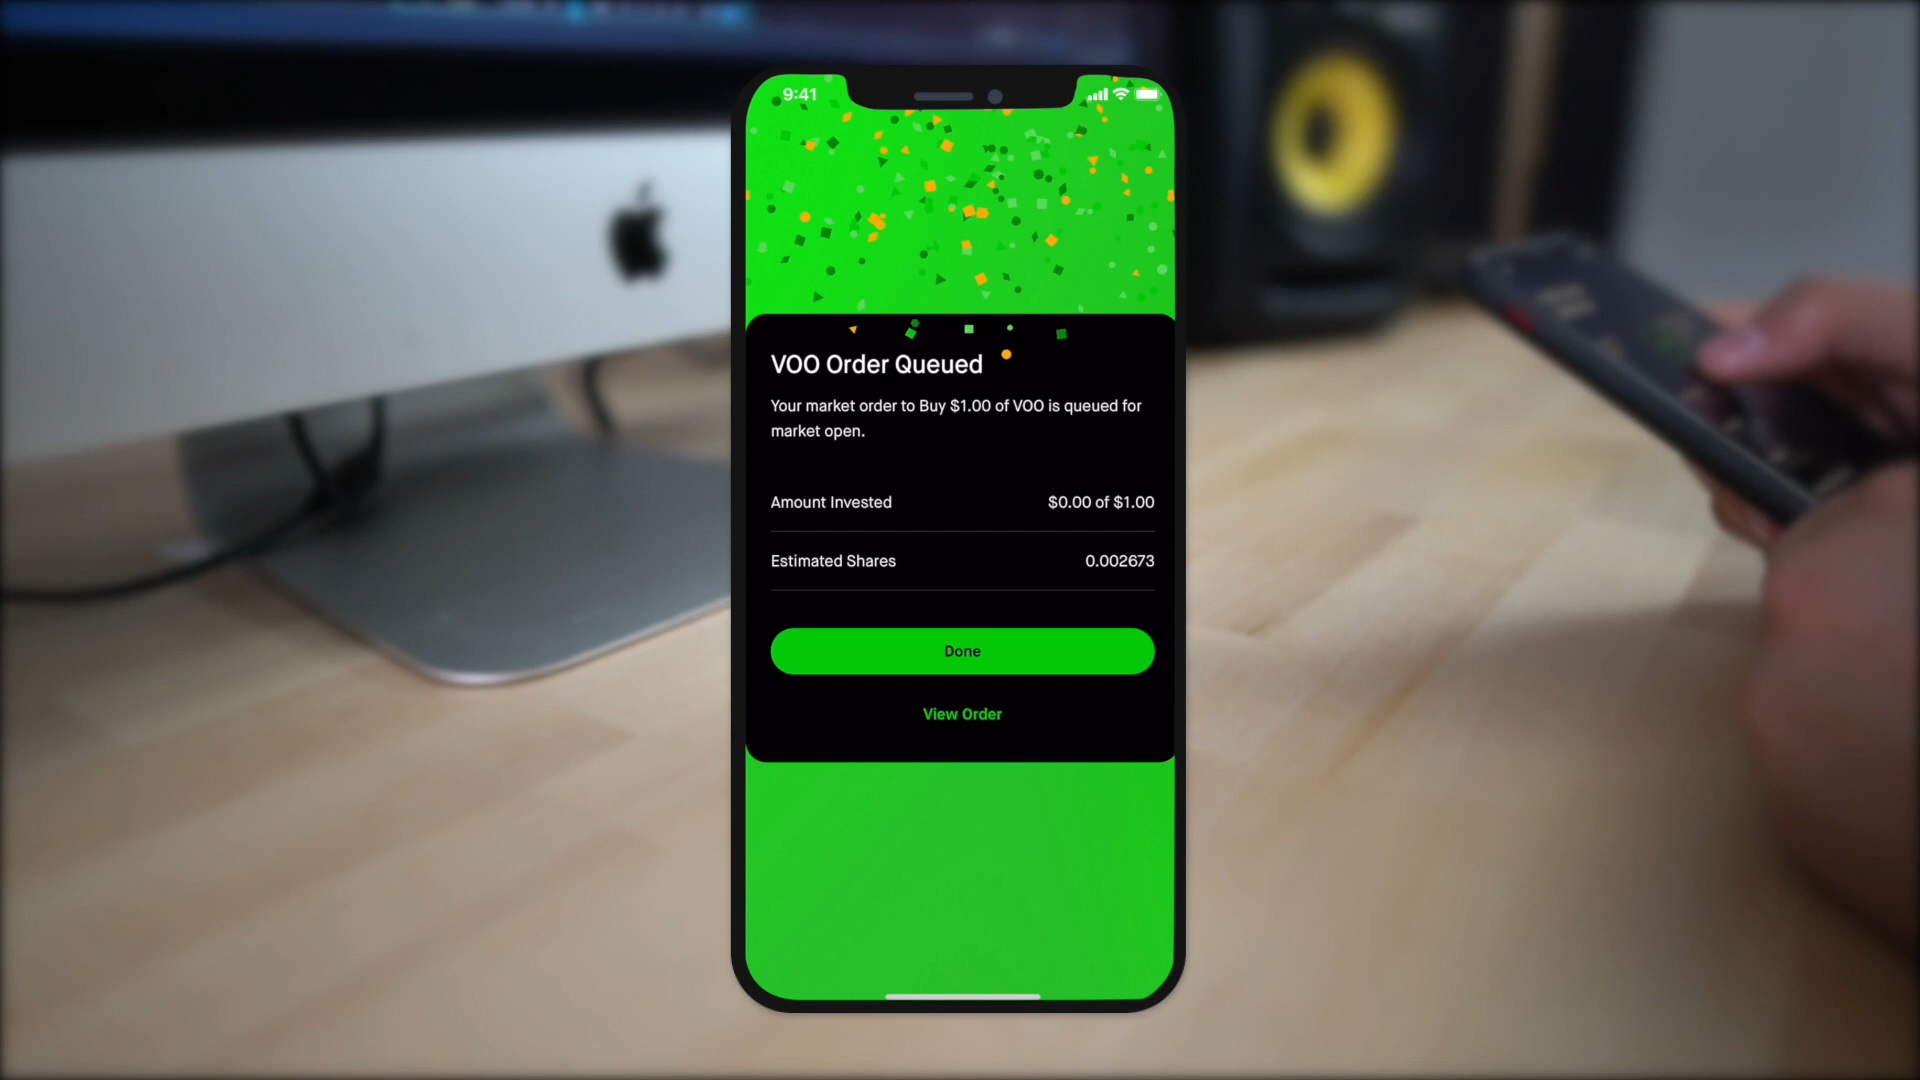 9:41
VOO Order Queued
Your market order to Buy $1.00 of VOO is queued for
market open.
Amount Invested $0.00 of $1.00
Estimated Shares 0.002673
Done
View Order